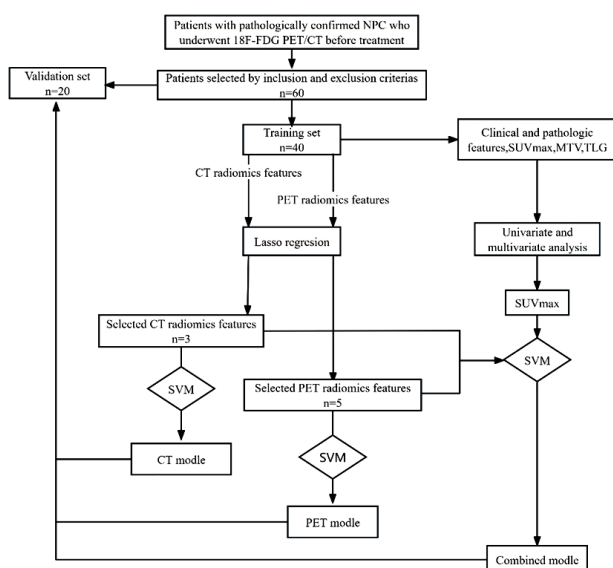 Patients with pathologically confirmed NPC who
underwent 18F-FDG PET/CT before treatment
Validation set
n=20
Patients selected by inclusion and exclusion criterias
n=60
Training set
n=40
Clinical and pathologic
features,SUVmax,MTV,TLG
CT radiomics features
PET radiomics features
Lasso regresion
Univariate and
multivariate analysis
SUVmax
Selected CT radiomics features
n=3
SVM
SVM
Selected PET radiomics features
n=5
SVM
CT modle
PET modle
Combined modle